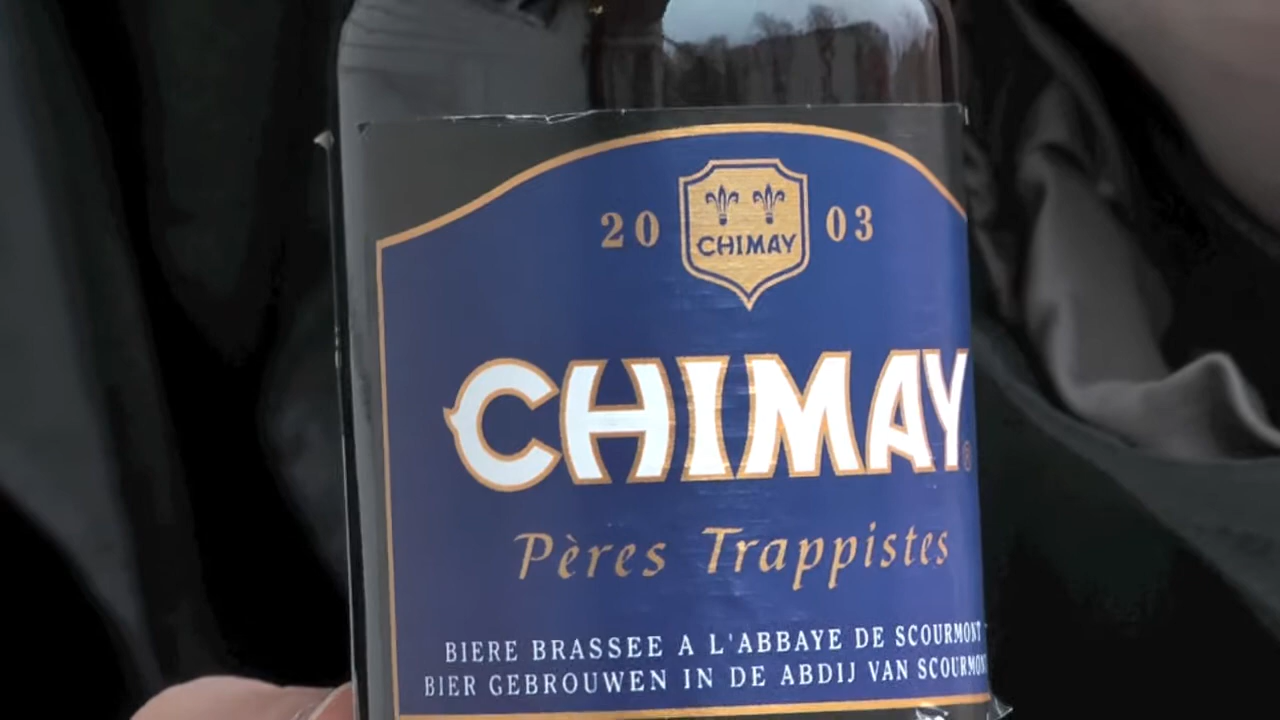 20 CHIMAY 03
CHIMAY®
Pères Trappistes
BIERE BRASSEE A L'ABBAYE DE SCOURMONT
BIER GEBROUWEN IN DE ABDIJ VAN SCOURMONT